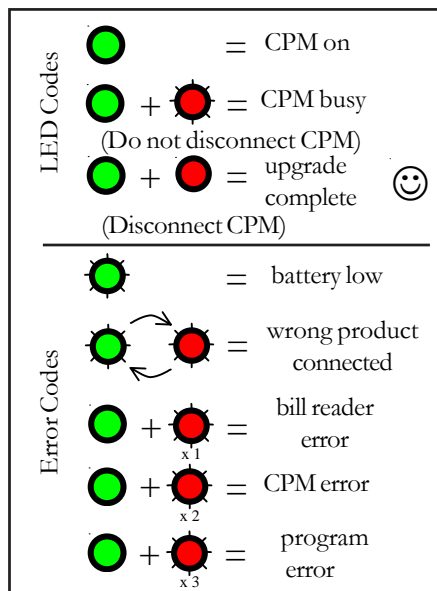 LED Codes
= CPM on
+ = CPM busy
(Do not disconnect CPM)
+ = upgrade
complete
(Disconnect CPM)
Error Codes
= battery low
= wrong product
connected
+ = bill reader
error
x 1
+ = CPM error
x 2
+ = program
error
x 3